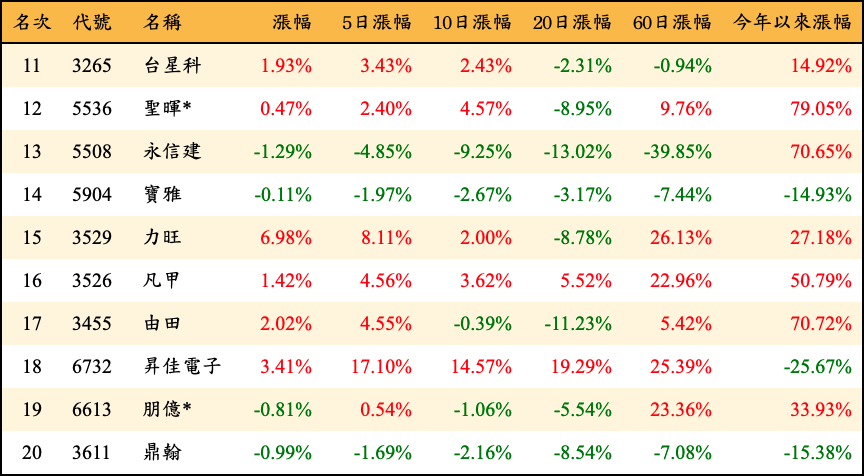 名次 代號 名稱 漲幅 5日漲幅 10日漲幅 20日漲幅 60日漲幅 今年以來漲幅
11 3265 台星科 1.93% 3.43% 2.43% -2.31% -0.94% 14.92%
12 5536 聖暉* 0.47% 2.40% 4.57% -8.95% 9.76% 79.05%
13 5508 永信建 -1.29% -4.85% -9.25% -13.02% -39.85% 70.65%
14 5904 寶雅 -0.11% -1.97% -2.67% -3.17% -7.44% -14.93%
15 3529 力旺 6.98% 8.11% 2.00% -8.78% 26.13% 27.18%
16 3526 凡甲 1.42% 4.56% 3.62% 5.52% 22.96% 50.79%
17 3455 由田 2.02% 4.55% -0.39% -11.23% 5.42% 70.72%
18 6732 昇佳電子 3.41% 17.10% 14.57% 19.29% 25.39% -25.67%
19 6613 朋億* -0.81% 0.54% -1.06% -5.54% 23.36% 33.93%
20 3611 鼎翰 -0.99% -1.69% -2.16% -8.54% -7.08% -15.38%